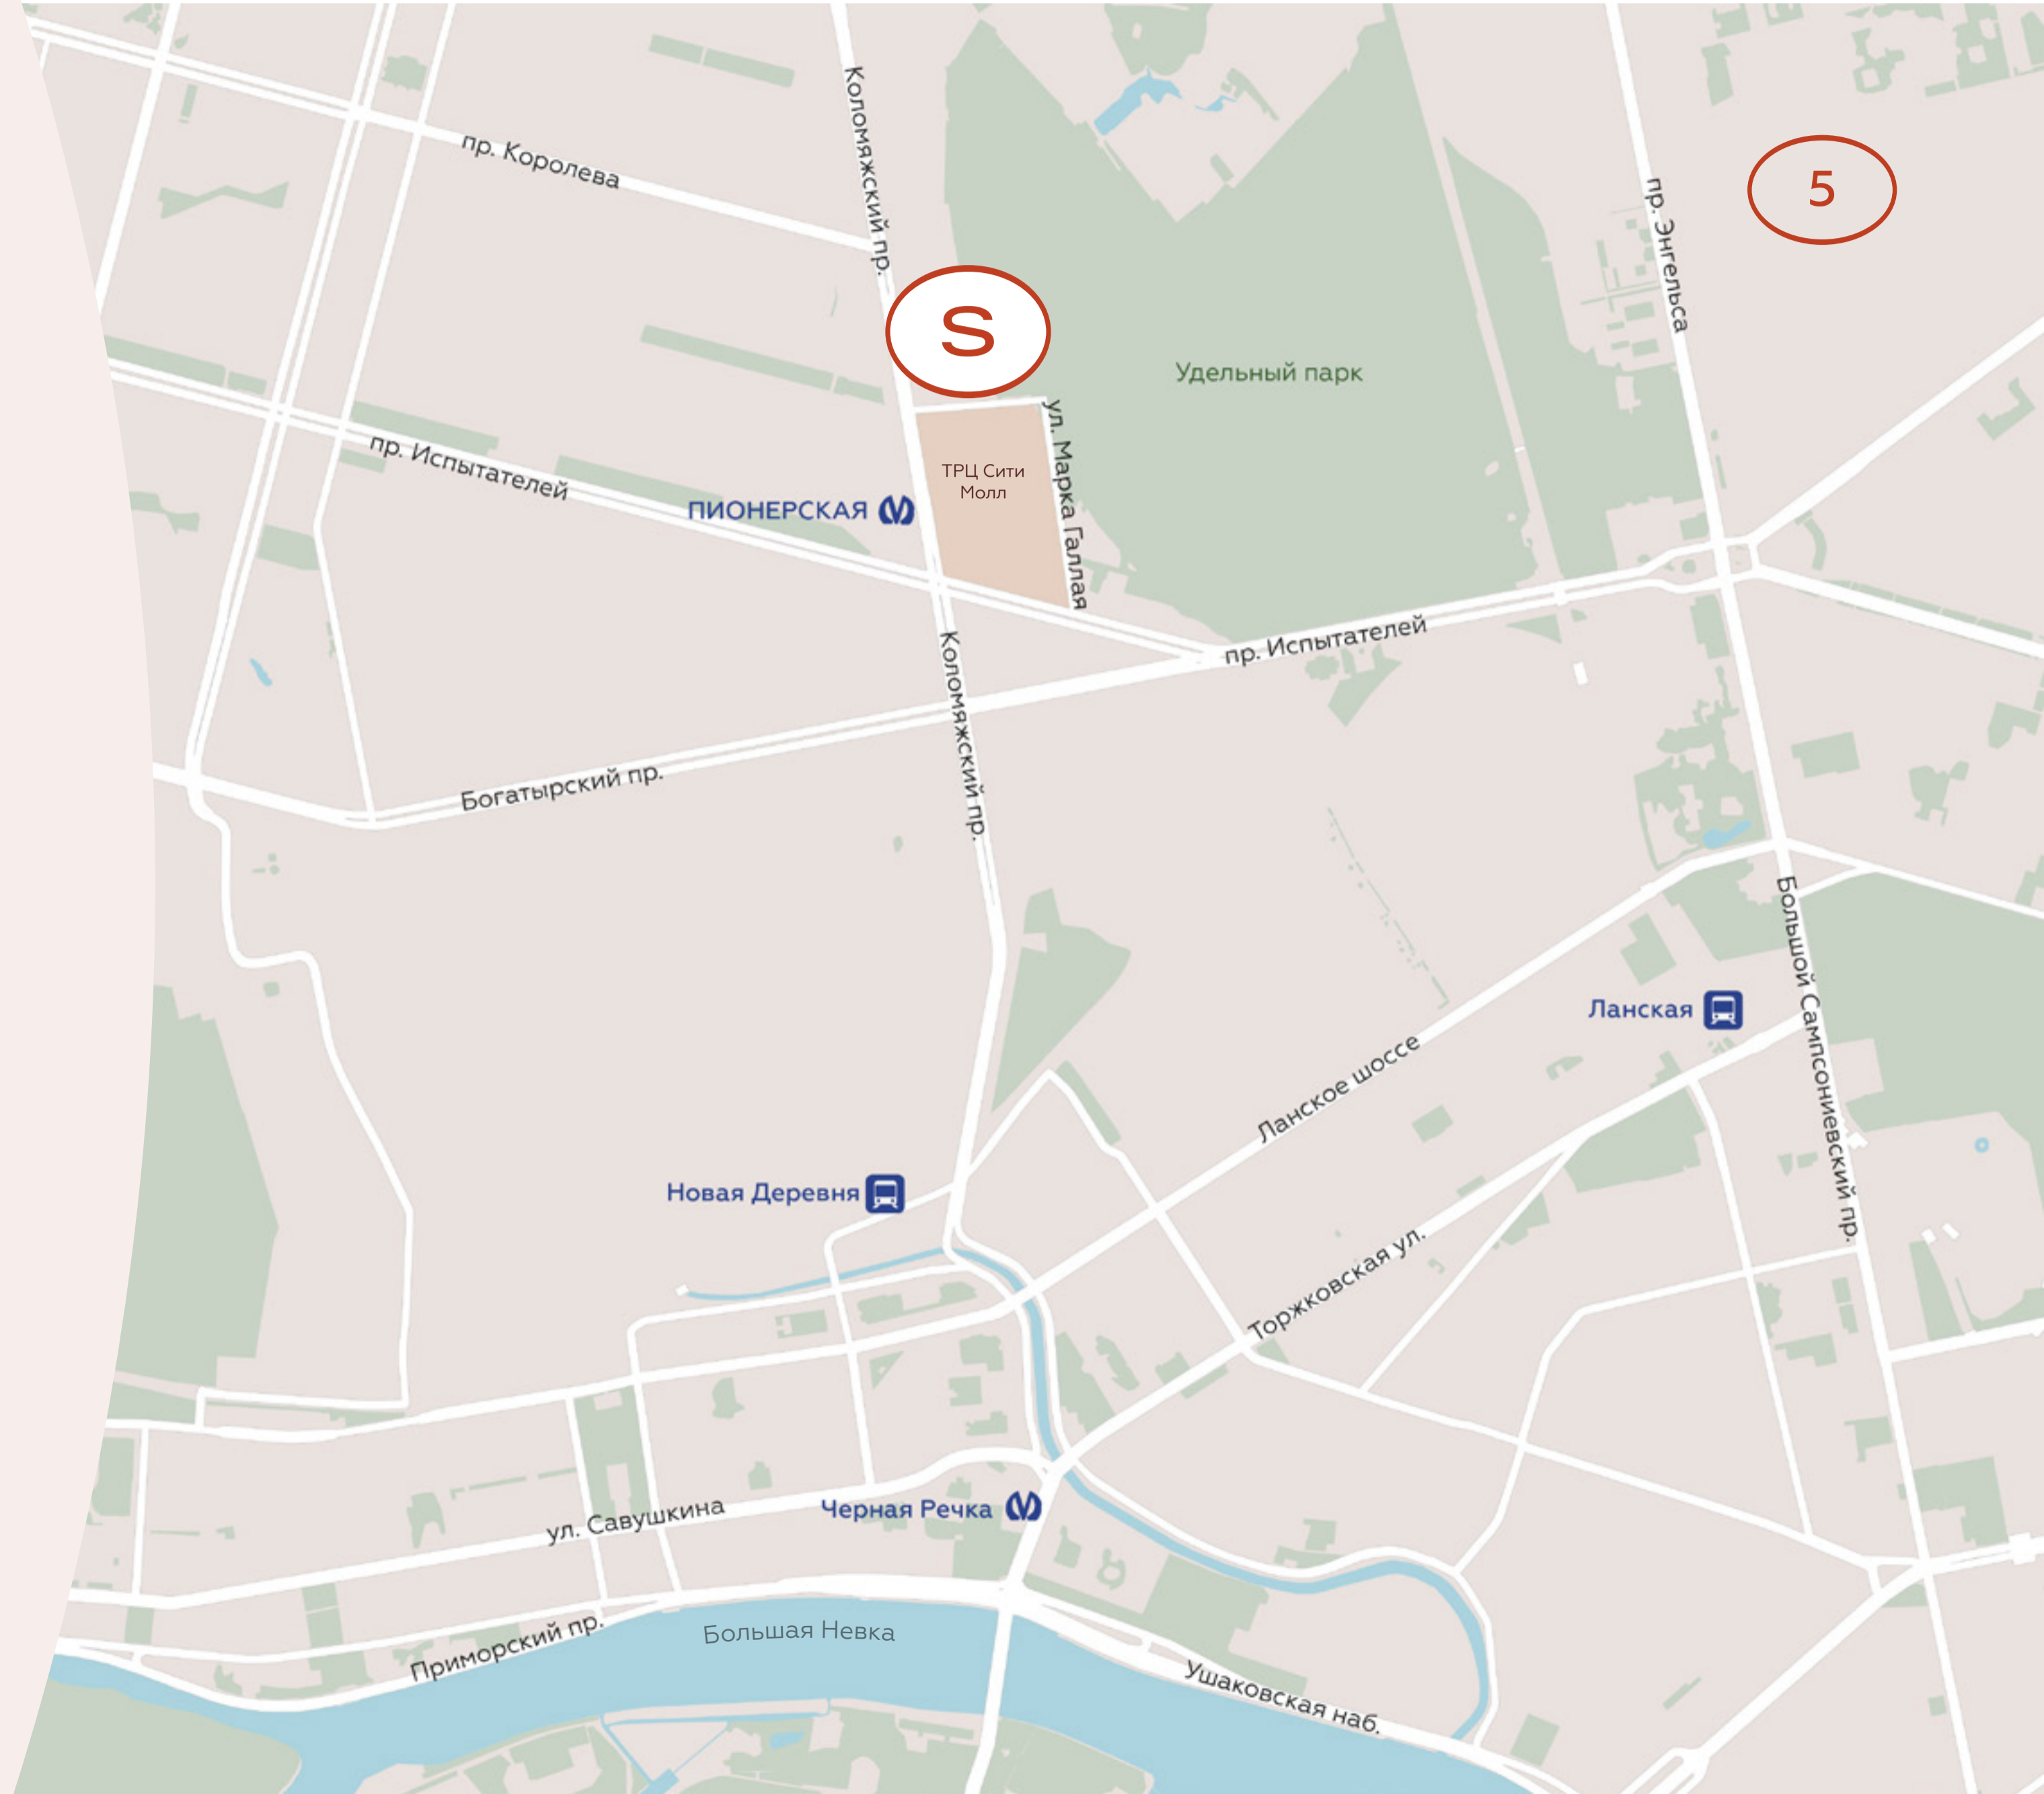 Коломяжский пр.
пр. Королева
5
пр. Энгельса
S
Удельный парк
ул. Марка Галлая
пр. Испытателей
ТРЦ Сити
Молл
ПИОНЕРСКАЯ
пр. Испытателей
Коломяжский пр.
Богатырский пр.
Большой Сампсониевский пр.
Ланская
Ланское шоссе
Новая Деревня
Торжковская ул.
Черная Речка
ул. Савушкина
Большая Невка
Приморский пр.
Ушаковская наб.